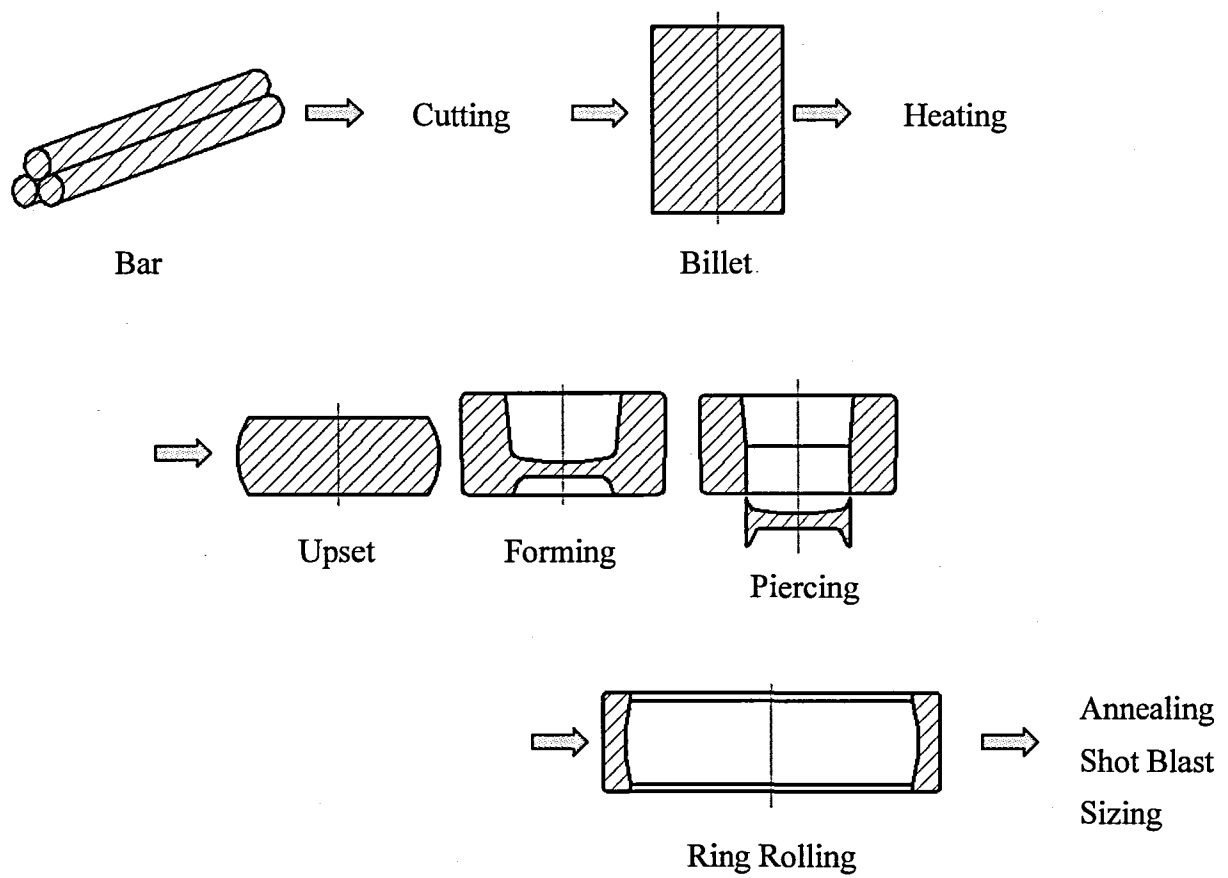 Cutting
Heating
Bar
Billet
Upset
Forming
Piercing
Annealing
Shot Blast
Sizing
Ring Rolling